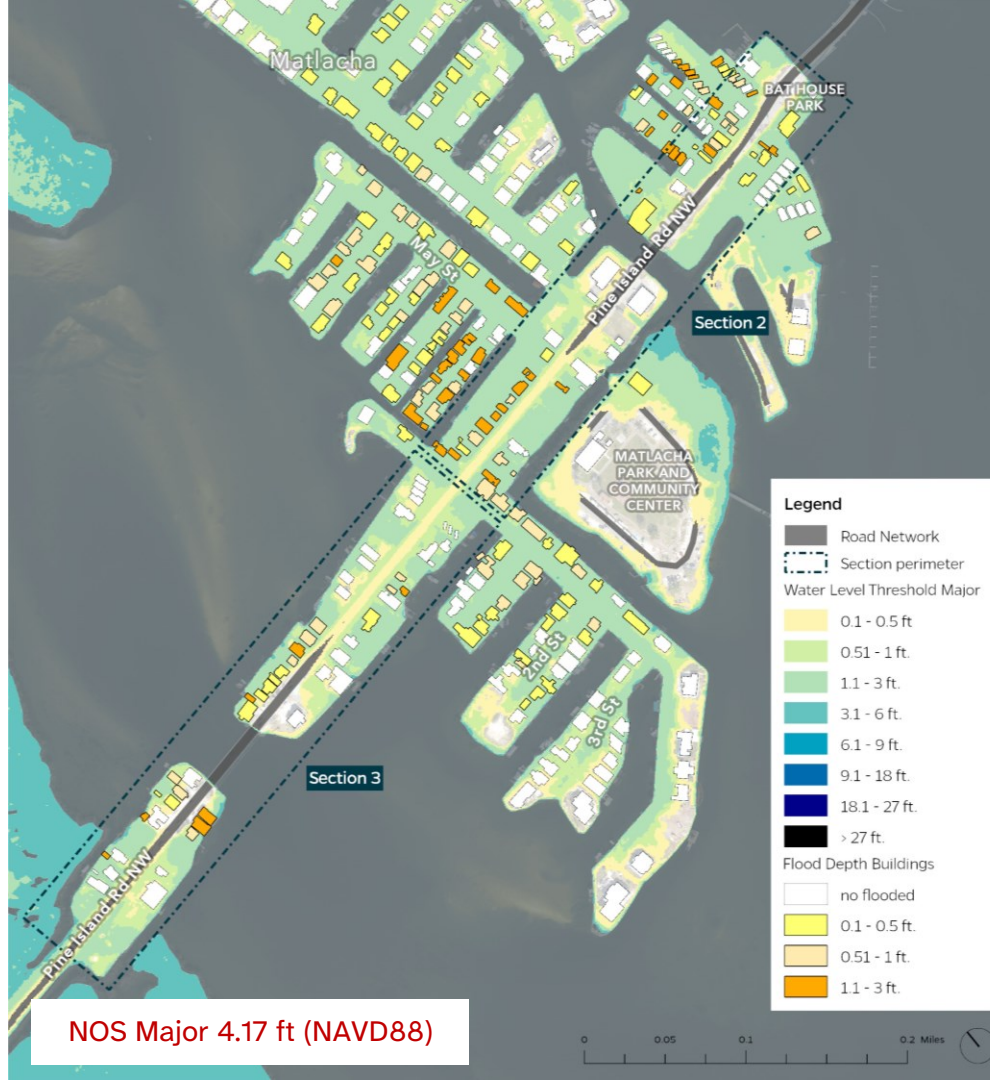 Matlacha
BAT HOUSE
PARK
May St
Pine Island Rd NW
Section 2
MATLACHA
PARK AND
COMMUNITY
CENTER
2nd St
3rd St
Section 3
Pine Island Rd NW
Legend
Road Network
Section perimeter
Water Level Threshold Major
0.1 - 0.5 ft
0.51 - 1 ft.
1.1 - 3 ft.
3.1 - 6 ft.
6.1 - 9 ft.
9.1 - 18 ft.
18.1 - 27 ft.
> 27 ft.
Flood Depth Buildings
no flooded
0.1 - 0.5 ft.
0.51 - 1 ft.
1.1 - 3 ft.
NOS Major 4.17 ft (NAVD88)
0 0.05 0.1 0.2 Miles